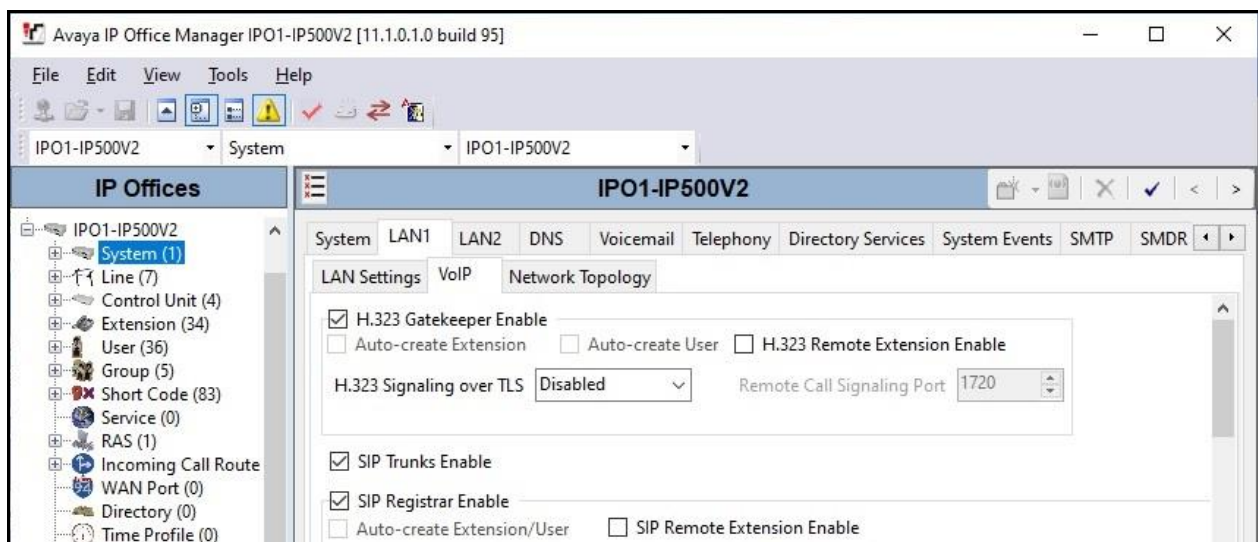 Avaya IP Office Manager IPO1-IP500V2 [11.1.0.1.0 build 95]
File Edit View Tools Help
IPO1-IP500V2 System IPO1-IP500V2
IP Offices
IPO1-IP500V2
System (1)
Line (7)
Control Unit (4)
Extension (34)
User (36)
Group (5)
Short Code (83)
Service (0)
RAS (1)
Incoming Call Route
WAN Port (0)
Directory (0)
Time Profile (0)
IPO1-IP500V2
System LAN1 LAN2 DNS Voicemail Telephony Directory Services System Events SMTP SMDR
LAN Settings VoIP Network Topology
H.323 Gatekeeper Enable
Auto-create Extension Auto-create User H.323 Remote Extension Enable
H.323 Signaling over TLS Disabled Remote Call Signaling Port 1720
SIP Trunks Enable
SIP Registrar Enable
Auto-create Extension/User SIP Remote Extension Enable